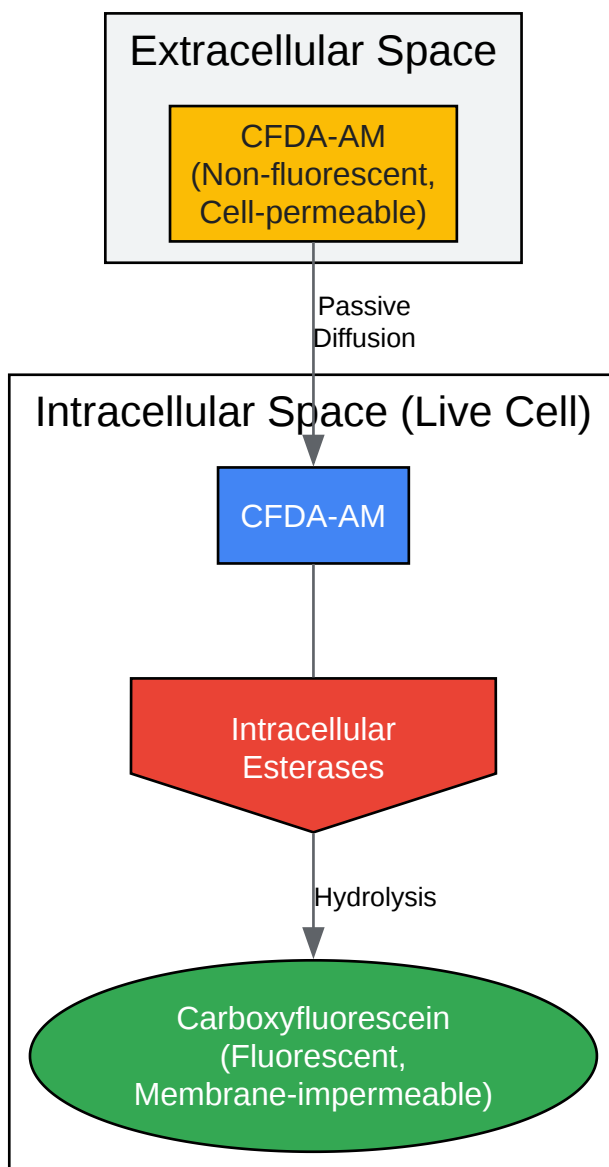 Extracellular Space
CFDA-AM
(Non-fluorescent,
Cell-permeable)
Passive
Diffusion
Intracellular Space (Live Cell)
CFDA-AM
Intracellular
Esterases
Hydrolysis
Carboxyfluorescein
(Fluorescent,
Membrane-impermeable)